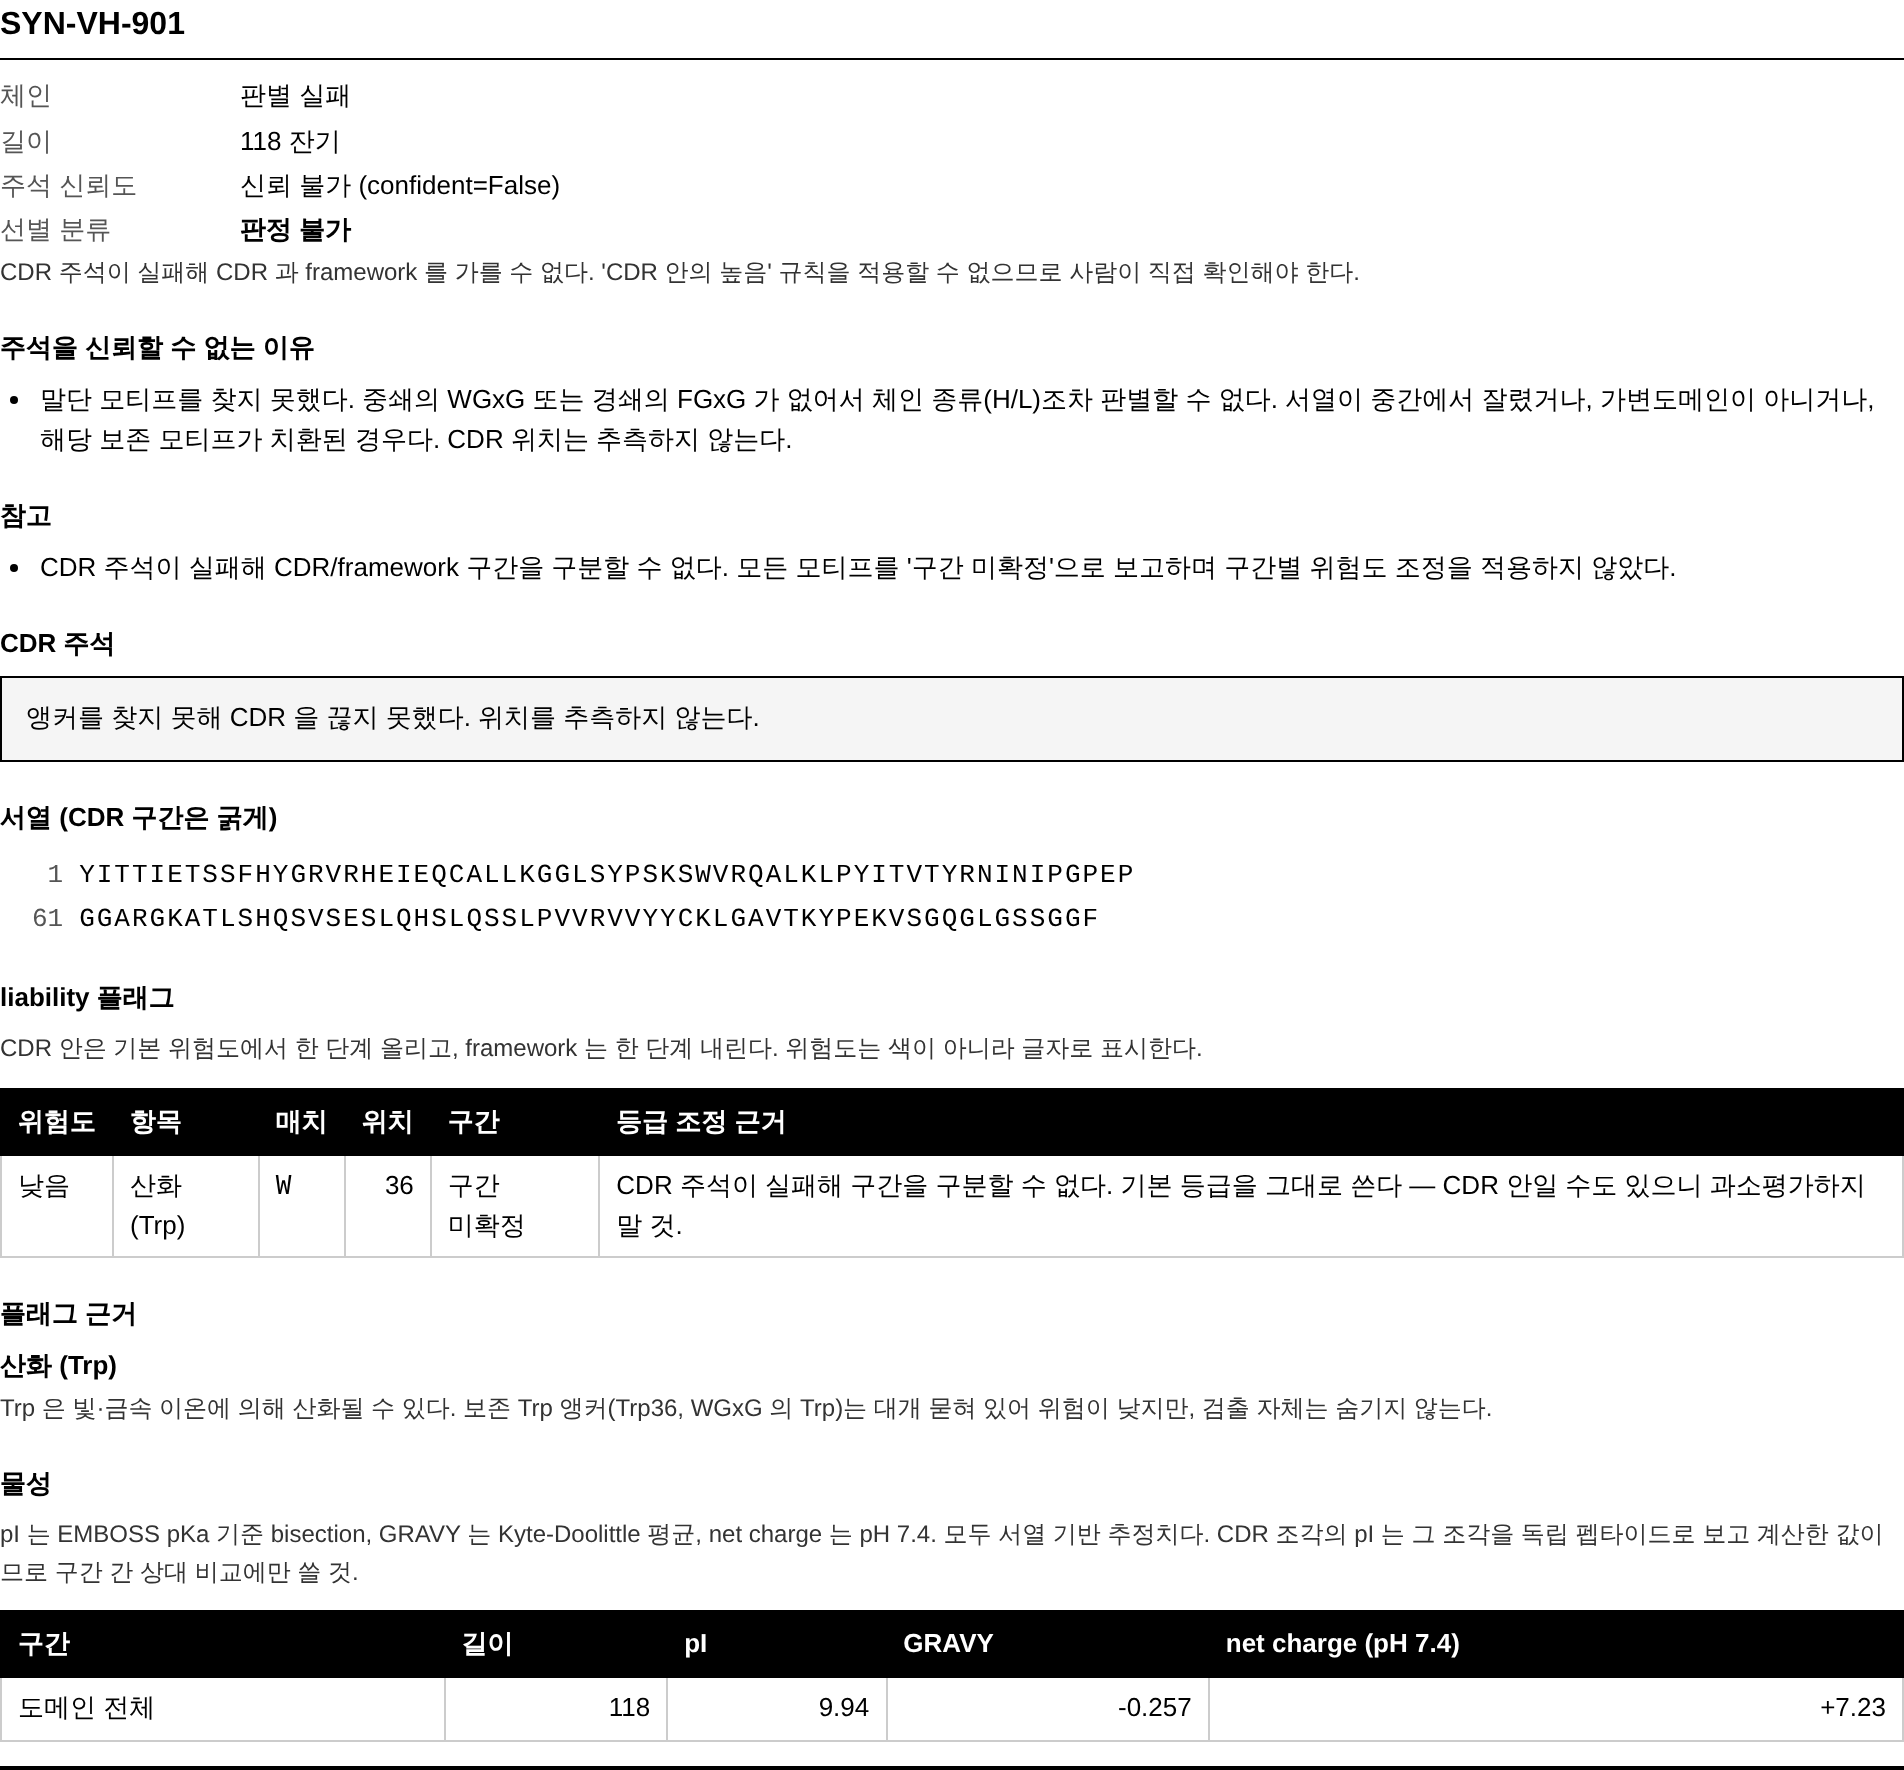 SYN-VH-901
체인 판별 실패
길이 118 잔기
주석 신뢰도 신뢰 불가 (confident=False)
선별 분류 판정 불가
CDR 주석이 실패해 CDR 과 framework 를 가를 수 없다. 'CDR 안의 높음' 규칙을 적용할 수 없으므로 사람이 직접 확인해야 한다.
주석을 신뢰할 수 없는 이유
• 말단 모티프를 찾지 못했다. 중쇄의 WGxG 또는 경쇄의 FGxG 가 없어서 체인 종류(H/L)조차 판별할 수 없다. 서열이 중간에서 잘렸거나, 가변도메인이 아니거나,
해당 보존 모티프가 치환된 경우다. CDR 위치는 추측하지 않는다.
참고
• CDR 주석이 실패해 CDR/framework 구간을 구분할 수 없다. 모든 모티프를 '구간 미확정'으로 보고하며 구간별 위험도 조정을 적용하지 않았다.
CDR 주석
앵커를 찾지 못해 CDR 을 끊지 못했다. 위치를 추측하지 않는다.
서열 (CDR 구간은 굵게)
1 YITTIETSSFHYGRVRHEIEQCALLKGGLSYPSKSWVRQALKLPYITVTYRNINIPGPEP
61 GGARGKATLSHQSVSESLQHSLQSSLPVVRVVYYCKLGAVTKYPEKVSGQGLGSSGGF
liability 플래그
CDR 안은 기본 위험도에서 한 단계 올리고, framework 는 한 단계 내린다. 위험도는 색이 아니라 글자로 표시한다.
위험도 항목 매치 위치 구간 등급 조정 근거
낮음 산화 W 36 구간 CDR 주석이 실패해 구간을 구분할 수 없다. 기본 등급을 그대로 쓴다 — CDR 안일 수도 있으니 과소평가하지
(Trp) 미확정 말 것.
플래그 근거
산화 (Trp)
Trp 은 빛·금속 이온에 의해 산화될 수 있다. 보존 Trp 앵커(Trp36, WGxG 의 Trp)는 대개 묻혀 있어 위험이 낮지만, 검출 자체는 숨기지 않는다.
물성
pI 는 EMBOSS pKa 기준 bisection, GRAVY 는 Kyte-Doolittle 평균, net charge 는 pH 7.4. 모두 서열 기반 추정치다. CDR 조각의 pI 는 그 조각을 독립 펩타이드로 보고 계산한 값이
므로 구간 간 상대 비교에만 쓸 것.
구간 길이 pI GRAVY net charge (pH 7.4)
도메인 전체 118 9.94 -0.257 +7.23